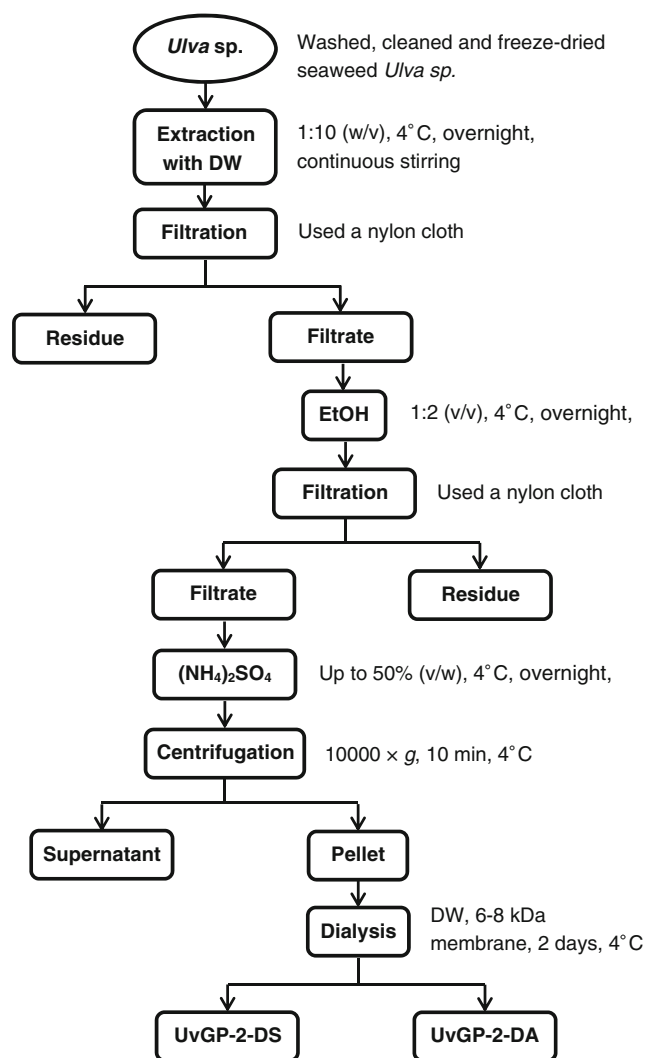 Ulva sp.
Washed, cleaned and freeze-dried
seaweed Ulva sp.
Extraction
with DW
1:10 (w/v), 4°C, overnight,
continuous stirring
Filtration
Used a nylon cloth
Residue
Filtrate
EtOH
1:2 (v/v), 4°C, overnight,
Filtration
Used a nylon cloth
Filtrate
Residue
(NH₄)₂SO₄
Up to 50% (v/w), 4°C, overnight,
Centrifugation
10000 × g, 10 min, 4°C
Supernatant
Pellet
Dialysis
DW, 6-8 kDa
membrane, 2 days, 4°C
UvGP-2-DS
UvGP-2-DA